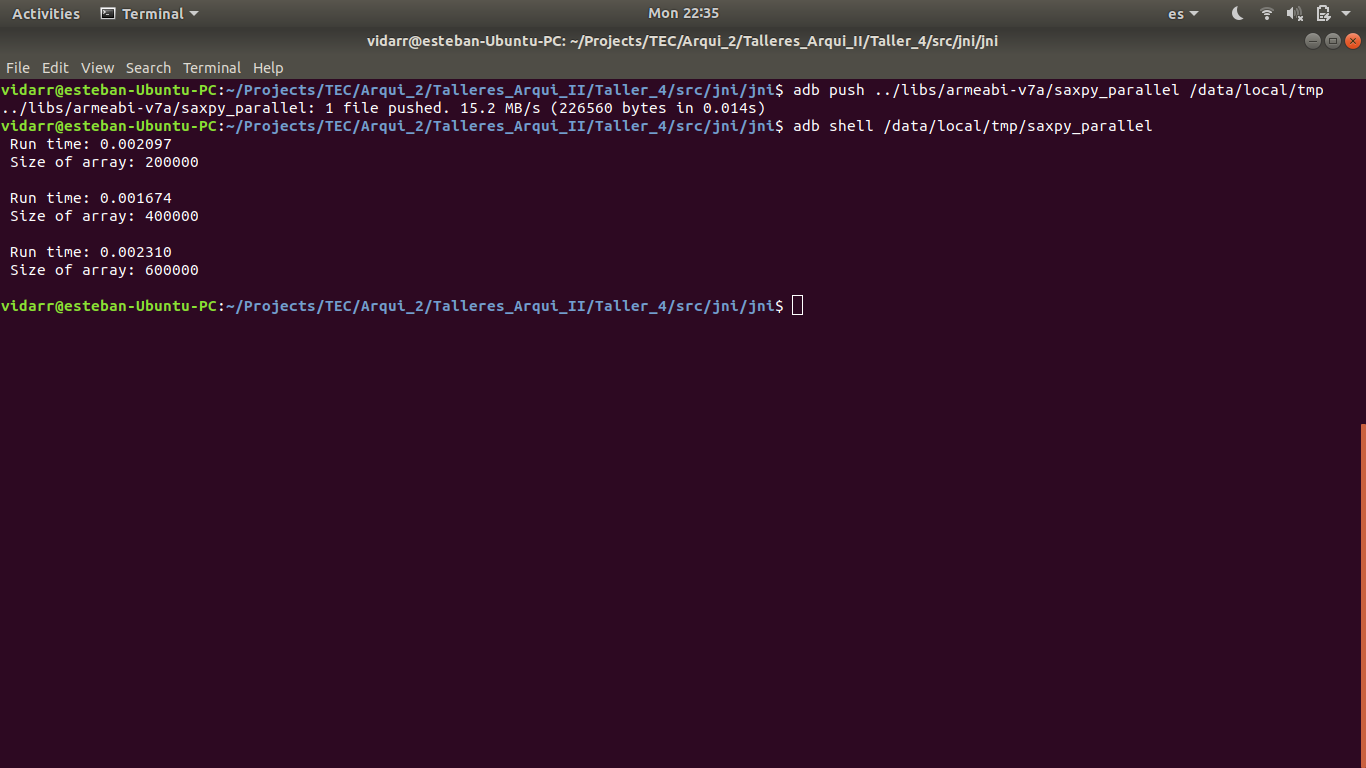 Activities Terminal Mon 22:35 es
vidarr@esteban-Ubuntu-PC: ~/Projects/TEC/Arqui_2/Talleres_Arqui_II/Taller_4/src/jni/jni
File Edit View Search Terminal Help
vidarr@esteban-Ubuntu-PC:~/Projects/TEC/Arqui_2/Talleres_Arqui_II/Taller_4/src/jni/jni$ adb push ../libs/armeabi-v7a/saxpy_parallel /data/local/tmp
../libs/armeabi-v7a/saxpy_parallel: 1 file pushed. 15.2 MB/s (226560 bytes in 0.014s)
vidarr@esteban-Ubuntu-PC:~/Projects/TEC/Arqui_2/Talleres_Arqui_II/Taller_4/src/jni/jni$ adb shell /data/local/tmp/saxpy_parallel
Run time: 0.002097
Size of array: 200000
Run time: 0.001674
Size of array: 400000
Run time: 0.002310
Size of array: 600000
vidarr@esteban-Ubuntu-PC:~/Projects/TEC/Arqui_2/Talleres_Arqui_II/Taller_4/src/jni/jni$